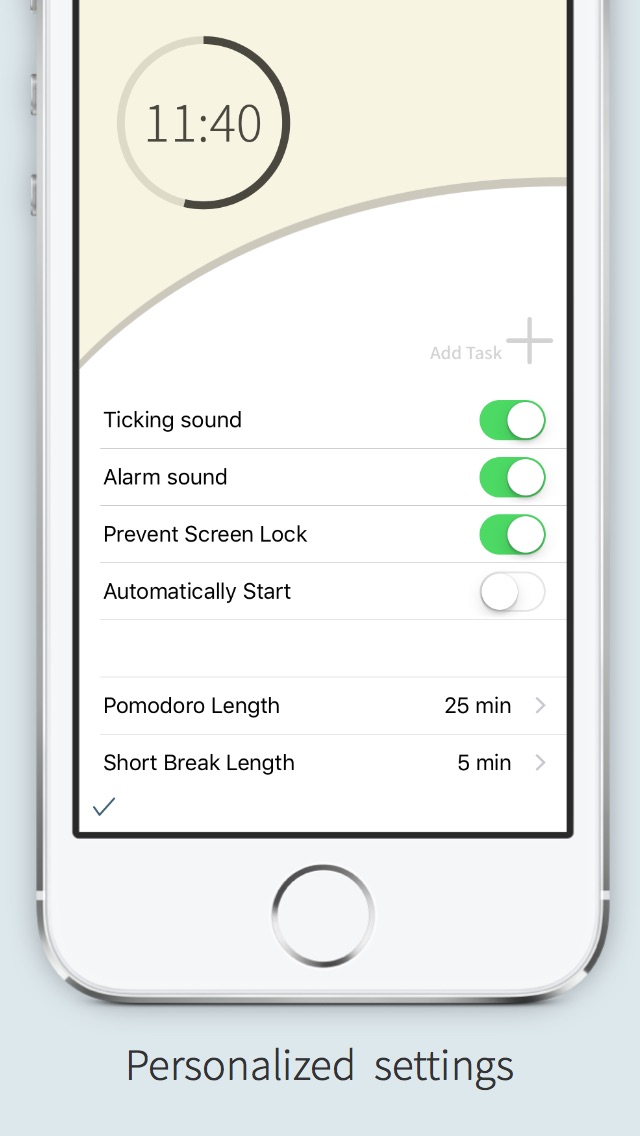 11:40
Add Task
Ticking sound
Alarm sound
Prevent Screen Lock
Automatically Start
Pomodoro Length 25 min
Short Break Length 5 min
Personalized settings